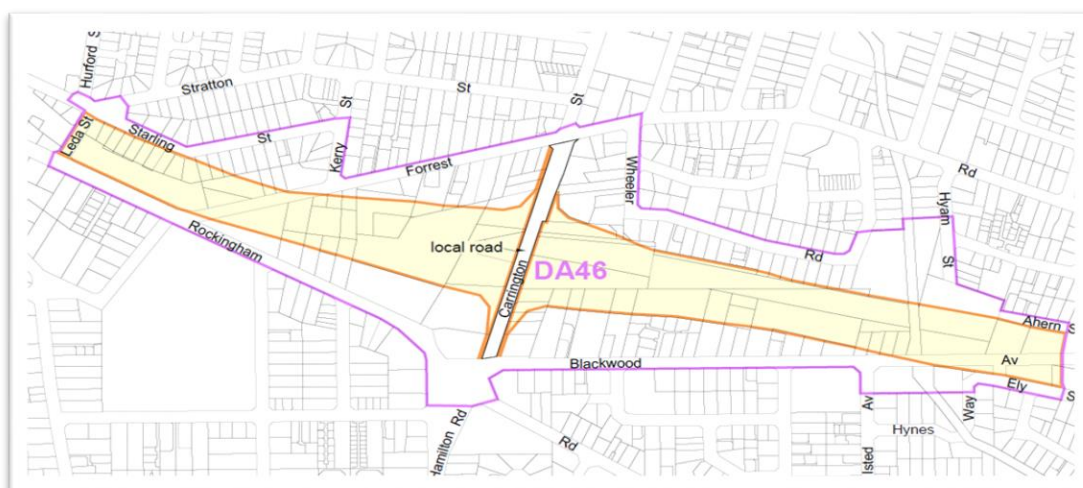 Hurford S
Stratton
St
St
St
Leda St
Starling
St
Kerry
Forrest
Wheeler
Rd
Hyam
St
Rockingham
local road
DA46
Carrington
Rd
Ahern S
Blackwood
Av
Ely
S
Av
Way
Hynes
Hamilton Rd
Rd
Isted